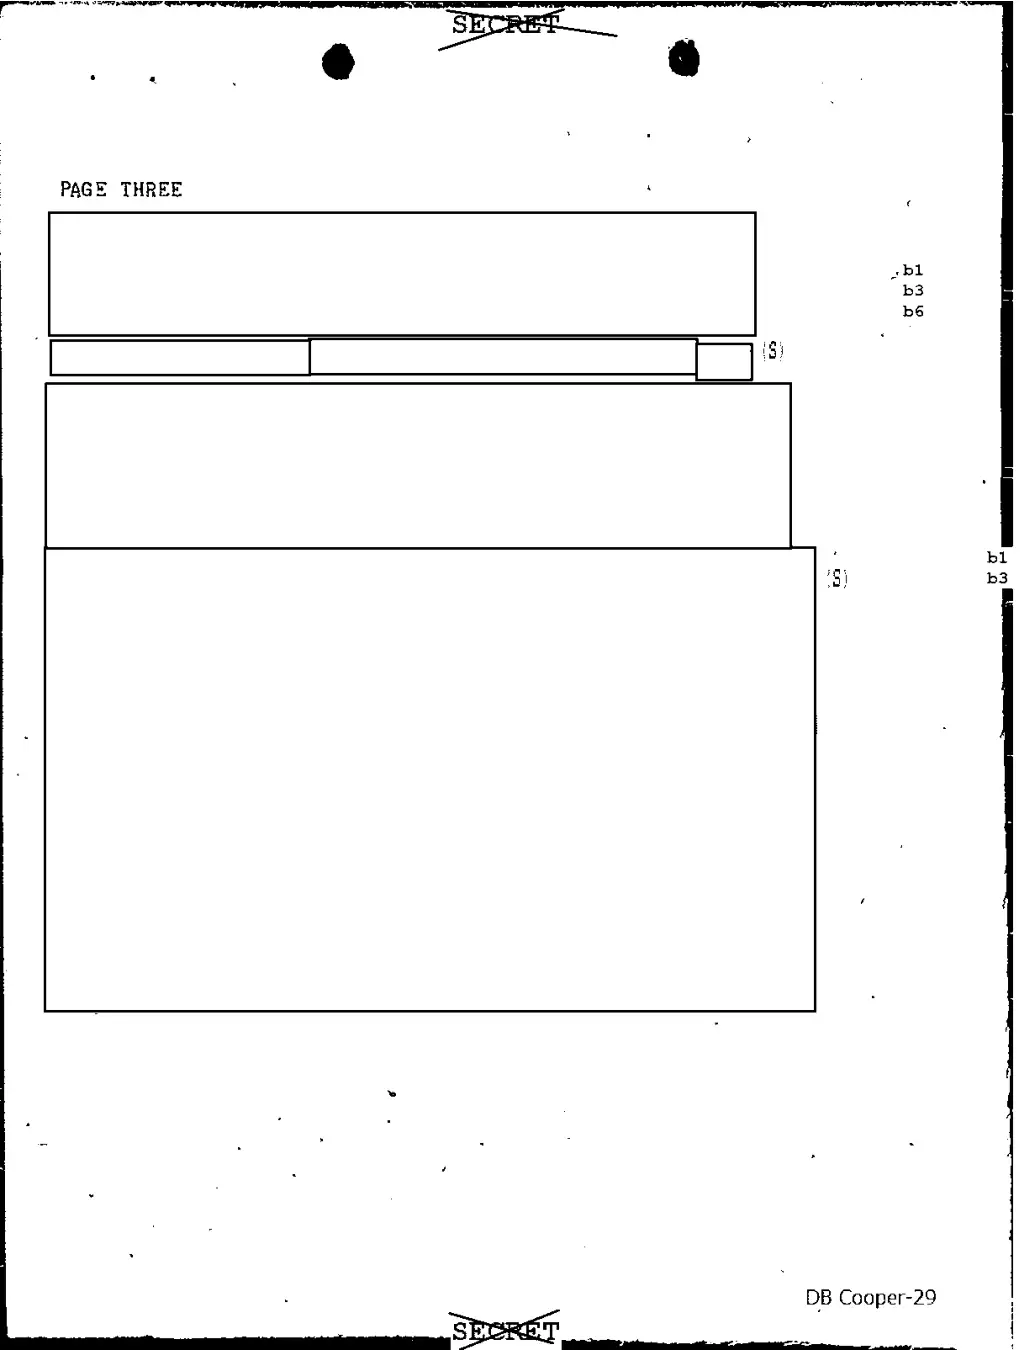 SECRET
PAGE THREE
b1
b3
b6
(S)
b1
(S)
b3
DB Cooper-29
SECRET